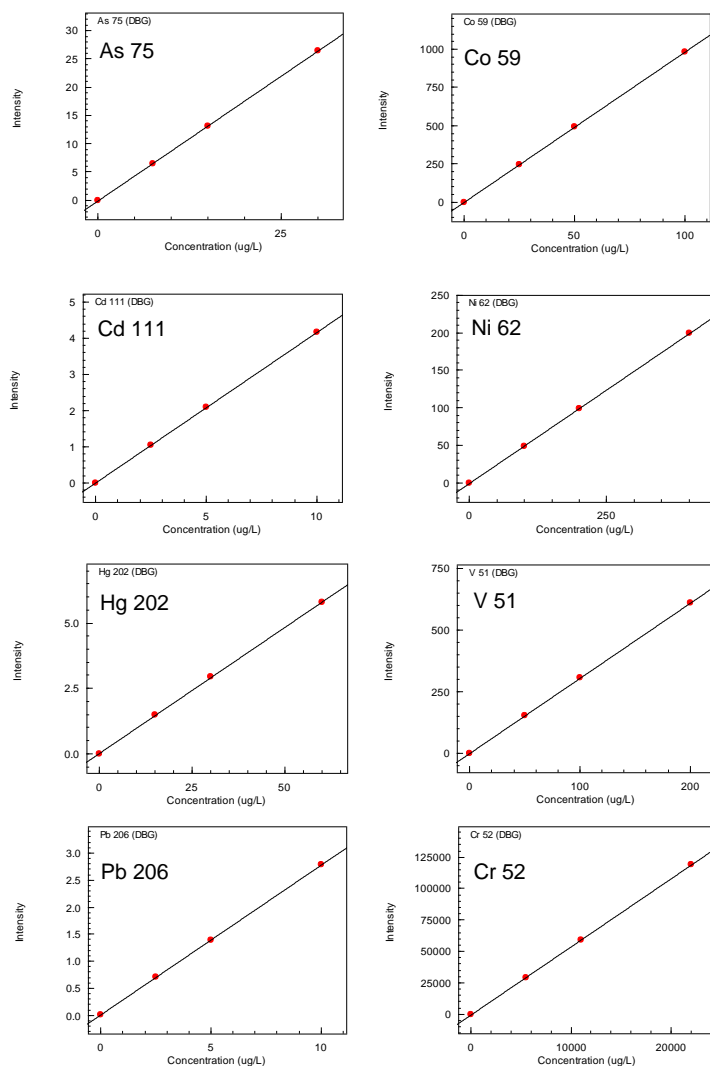 As 75 (DBG)
As 75
30
25
20
15
10
5
0
Intensity
0 25
Concentration (ug/L)
Co 59 (DBG)
Co 59
1000
750
500
250
0
Intensity
0 50 100
Concentration (ug/L)
Cd 111 (DBG)
Cd 111
5
4
3
2
1
0
Intensity
0 5 10
Concentration (ug/L)
Ni 62 (DBG)
Ni 62
250
200
150
100
50
0
Intensity
0 250
Concentration (ug/L)
Hg 202 (DBG)
Hg 202
5.0
2.5
0.0
Intensity
0 25 50
Concentration (ug/L)
V 51 (DBG)
V 51
750
500
250
0
Intensity
0 100 200
Concentration (ug/L)
Pb 206 (DBG)
Pb 206
3.0
2.5
2.0
1.5
1.0
0.5
0.0
Intensity
0 5 10
Concentration (ug/L)
Cr 52 (DBG)
Cr 52
125000
100000
75000
50000
25000
0
Intensity
0 10000 20000
Concentration (ug/L)